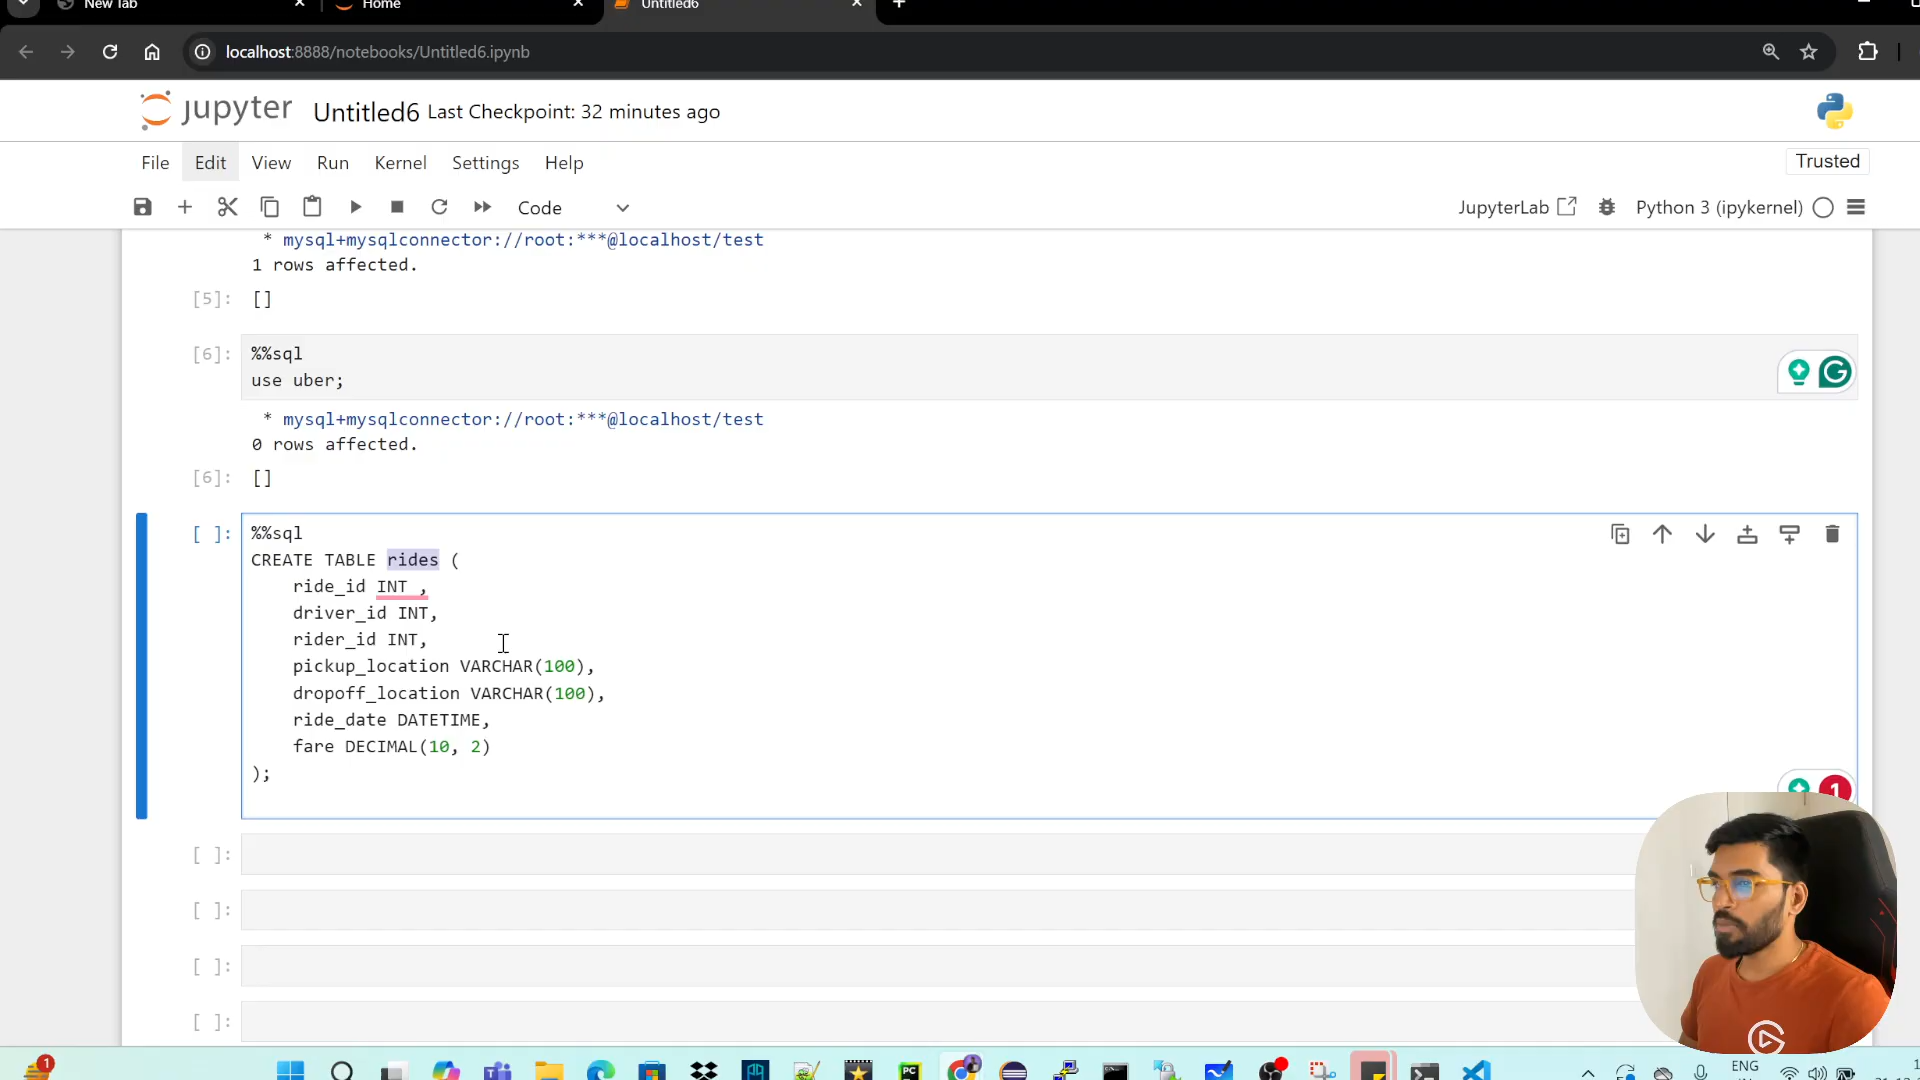 New Tab
Home
Untitled6
localhost:8888/notebooks/Untitled6.ipynb
jupyter Untitled6 Last Checkpoint: 32 minutes ago
File Edit View Run Kernel Settings Help
Trusted
Code
JupyterLab
Python 3 (ipykernel)
* mysql+mysqlconnector://root:***@localhost/test
1 rows affected.
[5]: []
[6]: %%sql
use uber;
* mysql+mysqlconnector://root:***@localhost/test
0 rows affected.
[6]: []
[ ]: %%sql
CREATE TABLE rides (
ride_id INT ,
driver_id INT,
rider_id INT,
pickup_location VARCHAR(100),
dropoff_location VARCHAR(100),
ride_date DATETIME,
fare DECIMAL(10, 2)
);
1
[ ]:
[ ]:
[ ]:
[ ]:
1
PC
ENG